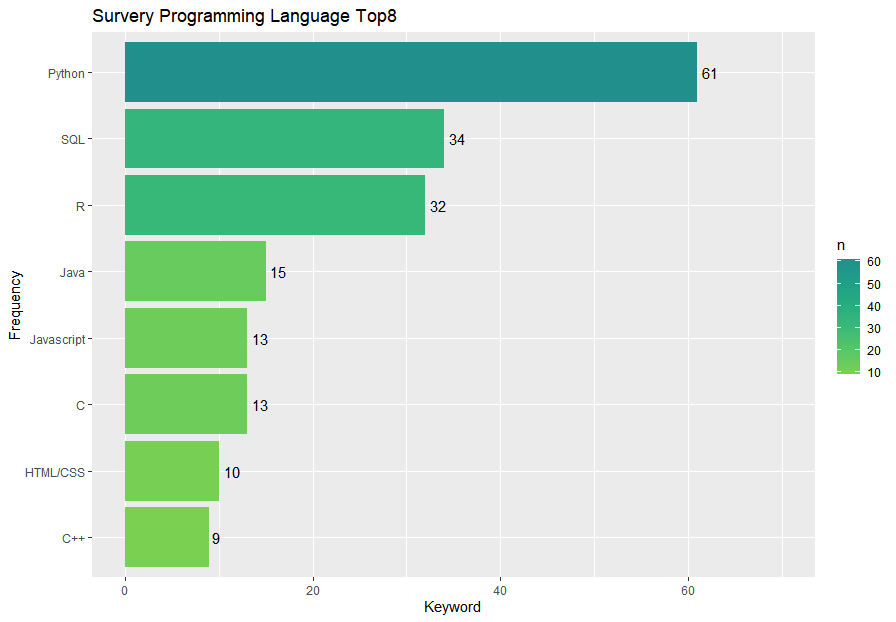 Survery Programming Language Top8
Python
61
SQL
34
R
32
Java
15
Javascript
13
C
13
HTML/CSS
10
C++
9
Frequency
0
20
40
60
Keyword
n
60
50
40
30
20
10